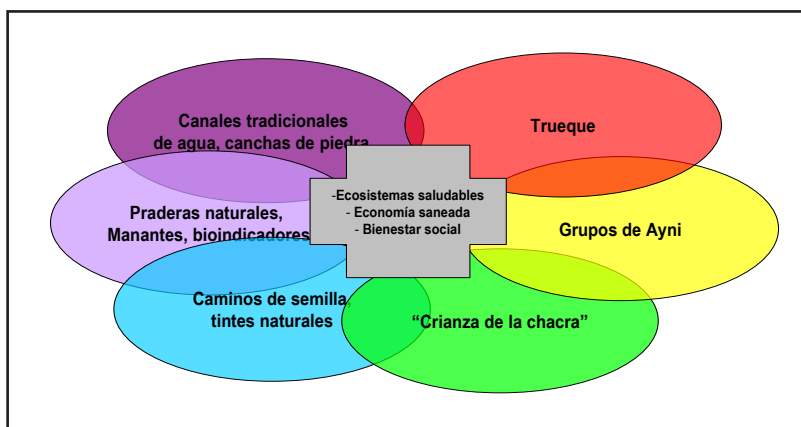 Canales tradicionales
de agua, canchas de piedra
Trueque
Praderas naturales,
Manantes, bioindicadores
-Ecosistemas saludables
- Economía saneada
- Bienestar social
Grupos de Ayni
Caminos de semilla,
tintes naturales
“Crianza de la chacra”